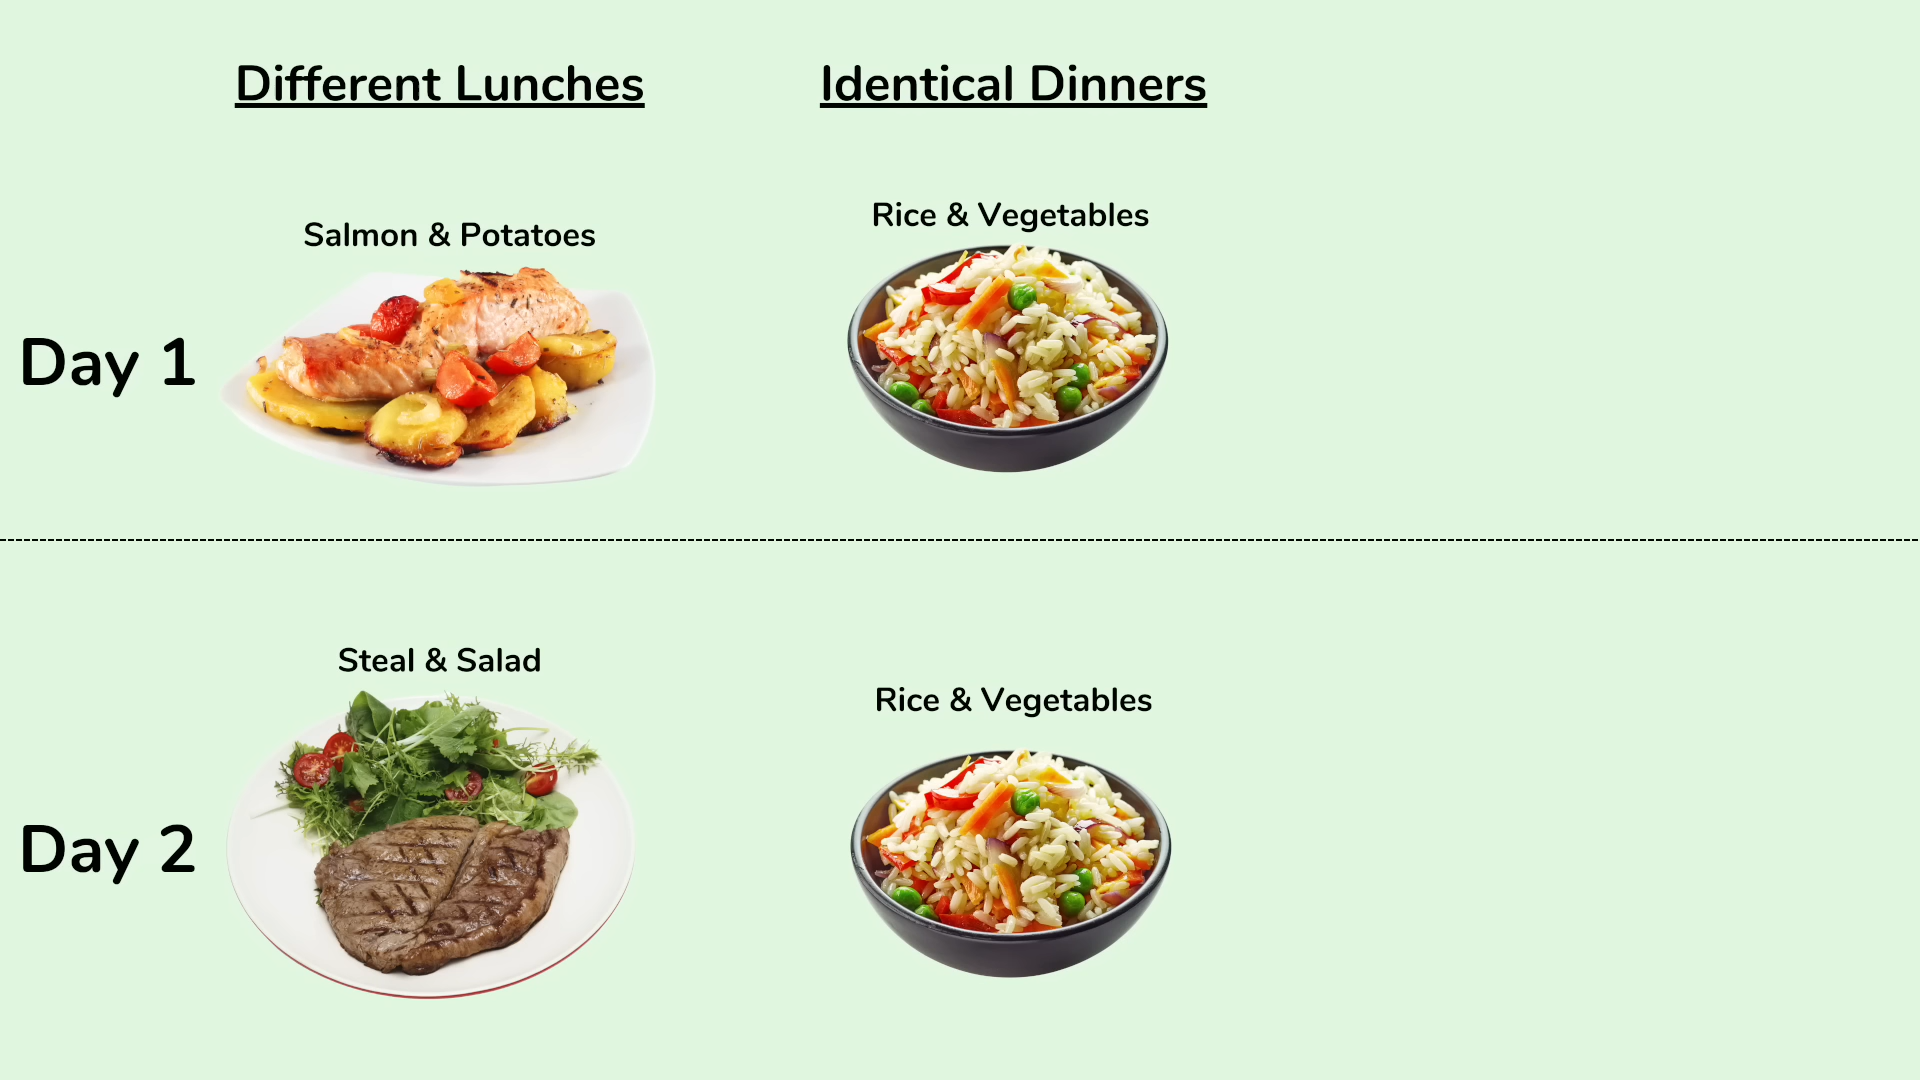 Different Lunches
Identical Dinners
Salmon & Potatoes
Rice & Vegetables
Day 1
Steal & Salad
Rice & Vegetables
Day 2